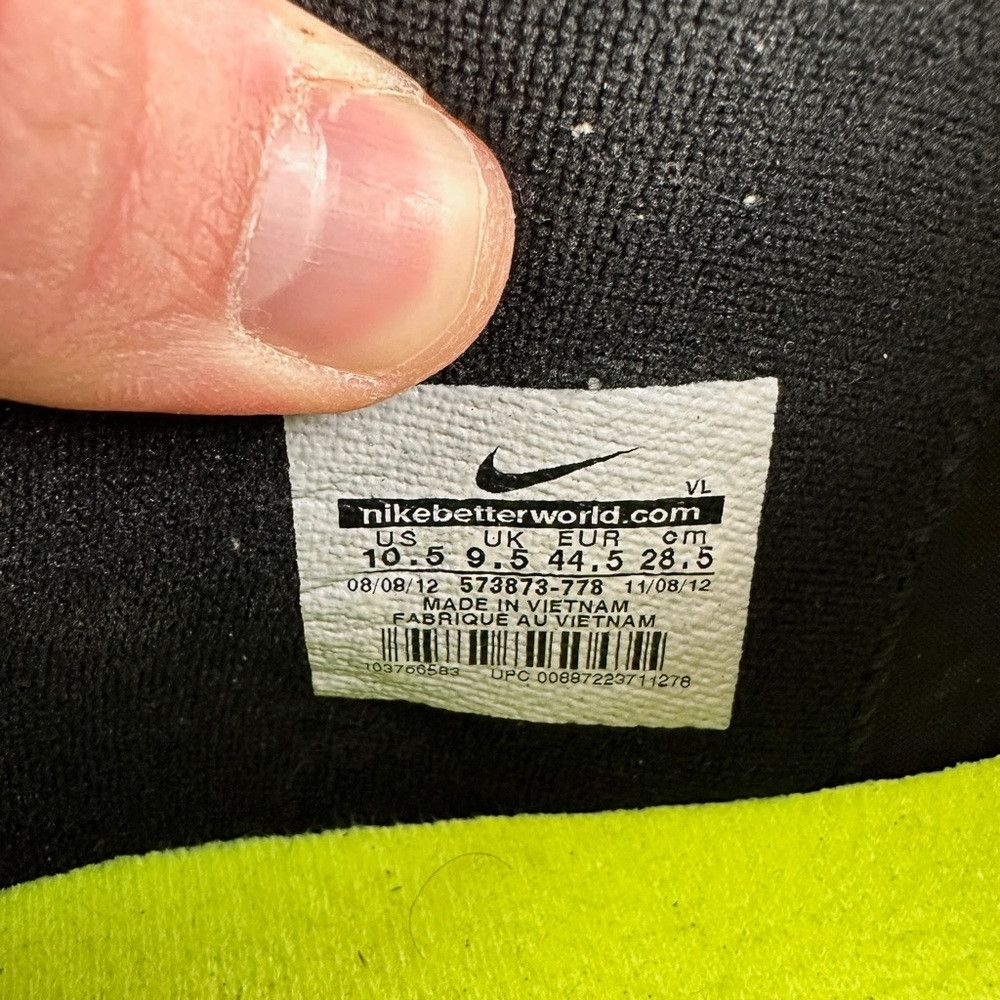 VL
nikebetterworld.com
US UK EUR cm
10.5 9.5 44.5 28.5
08/08/12 573873-778 11/08/12
MADE IN VIETNAM
FABRIQUE AU VIETNAM
103766583 UPC 00887223711278